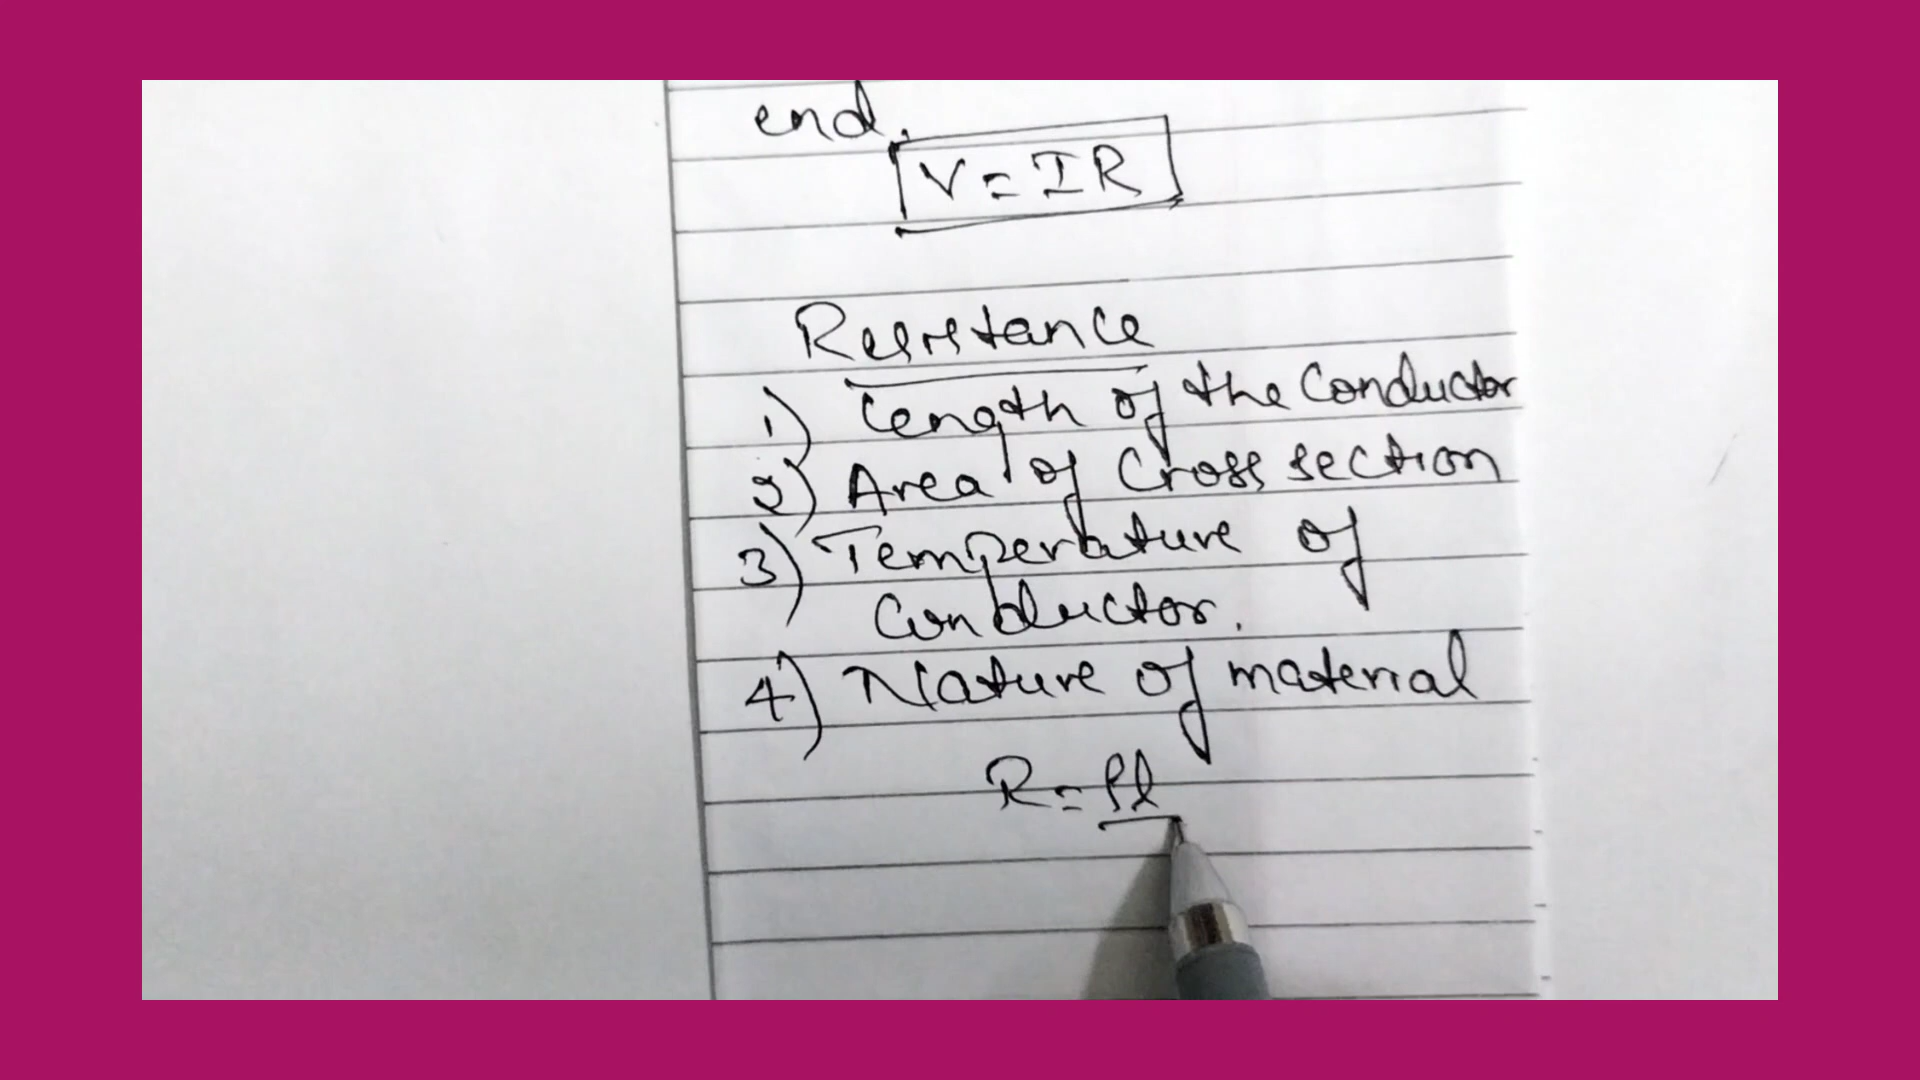 end.
V = IR
Resistance
1) Length of the Conductor
2) Area of Cross section
3) Temperature of
Conductor.
4) Nature of material
R = ρl